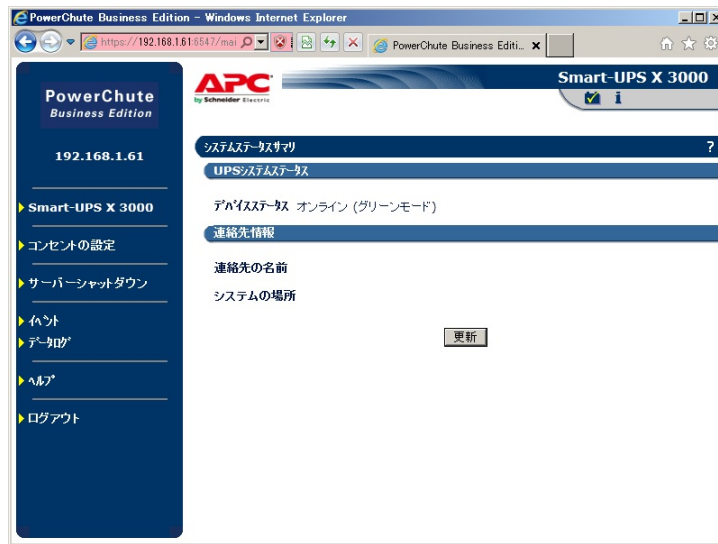 PowerChute Business Edition - Windows Internet Explorer
https://192.168.1.61:6547/mai
PowerChute Business Editi...
PowerChute
Business Edition
192.168.1.61
Smart-UPS X 3000
コンセントの設定
サーバーシャットダウン
イベント
データログ
ヘルプ
ログアウト
APC
by Schneider Electric
Smart-UPS X 3000
システムステータスサマリ ?
UPSシステムステータス
デバイスステータス オンライン (グリーンモード)
連絡先情報
連絡先の名前
システムの場所
更新